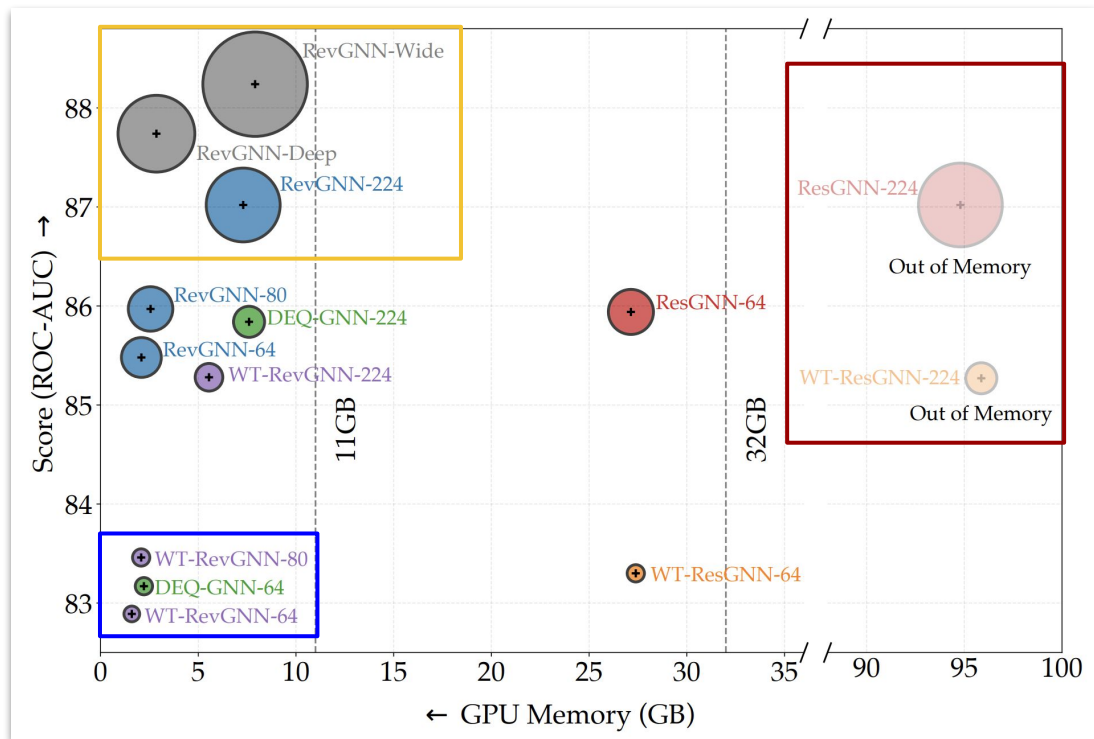 RevGNN-Wide
RevGNN-Deep
RevGNN-224
ResGNN-224
Out of Memory
RevGNN-80
DEQ-GNN-224
RevGNN-64
WT-RevGNN-224
ResGNN-64
WT-ResGNN-224
Out of Memory
11GB
32GB
WT-RevGNN-80
DEQ-GNN-64
WT-RevGNN-64
WT-ResGNN-64
Score (ROC-AUC) →
88
87
86
85
84
83
0 5 10 15 20 25 30 35 90 95 100
← GPU Memory (GB)